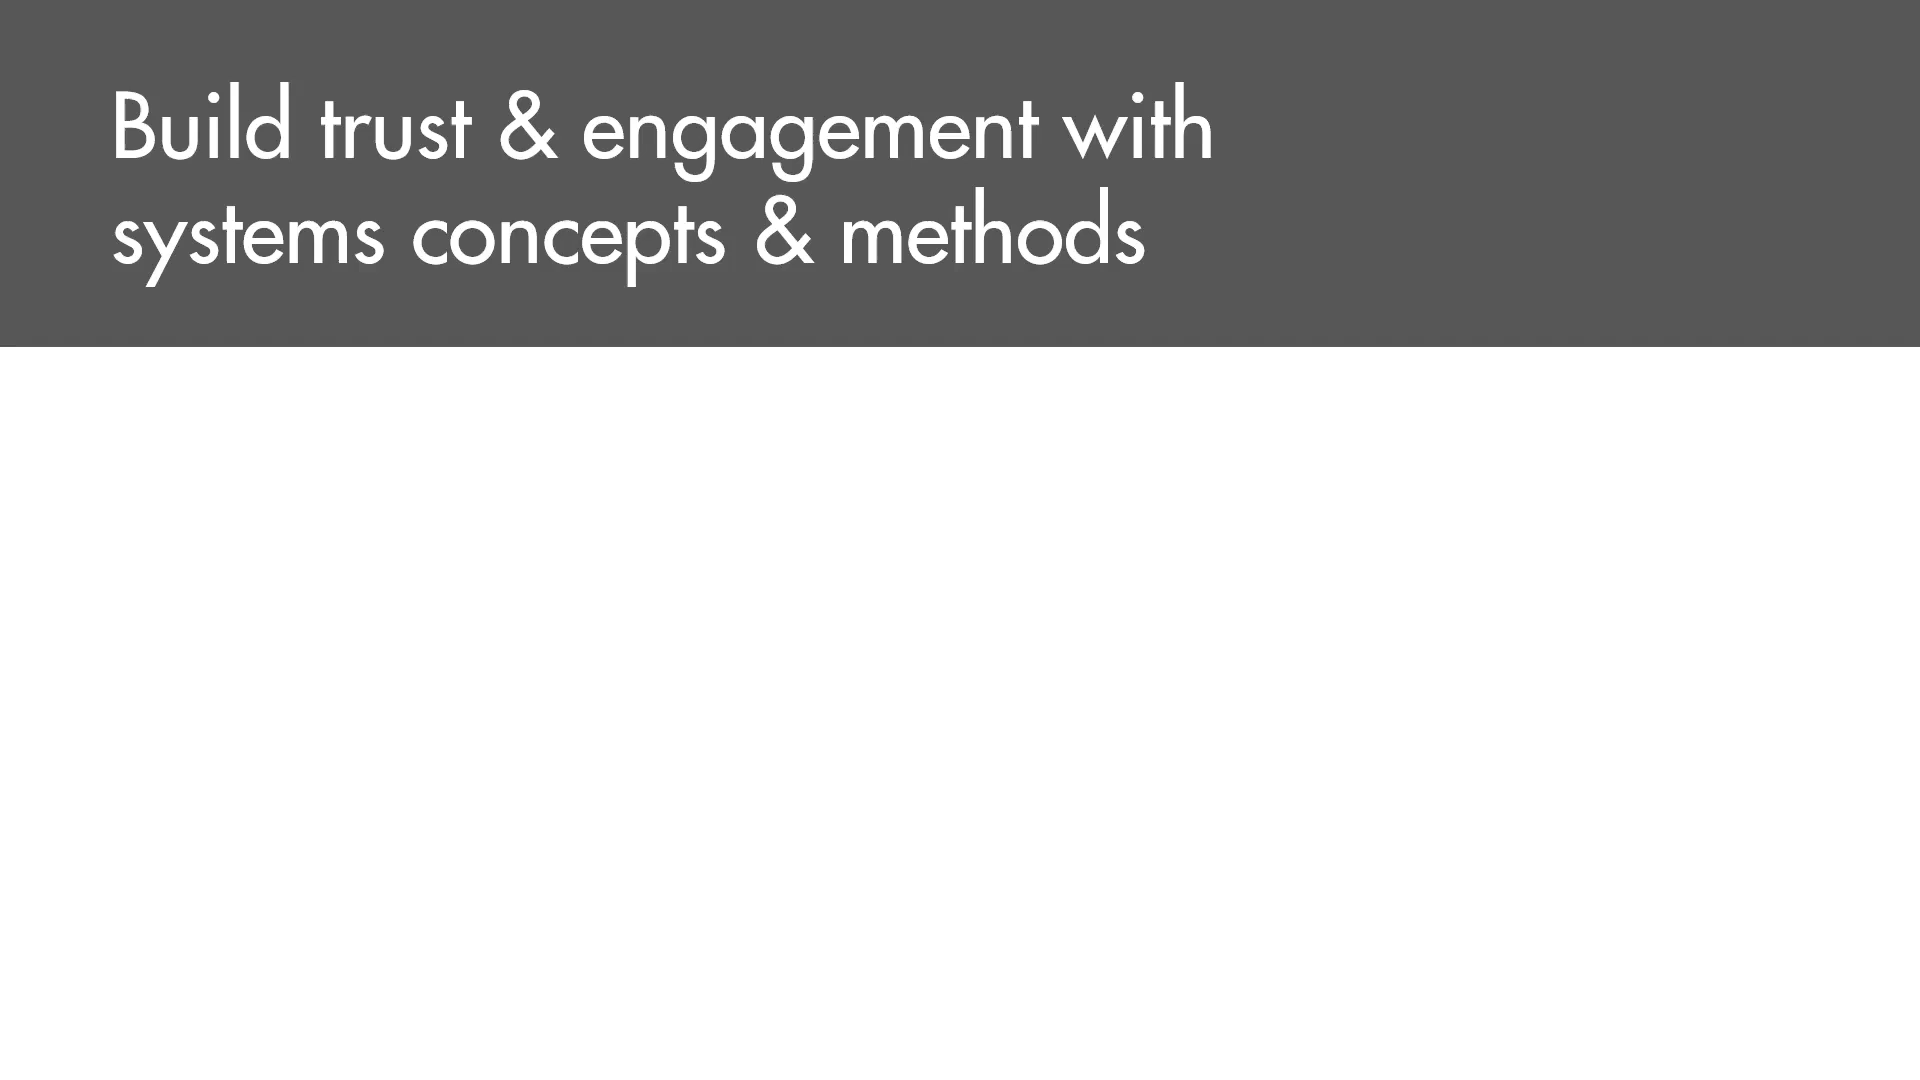 Build trust & engagement with
systems concepts & methods